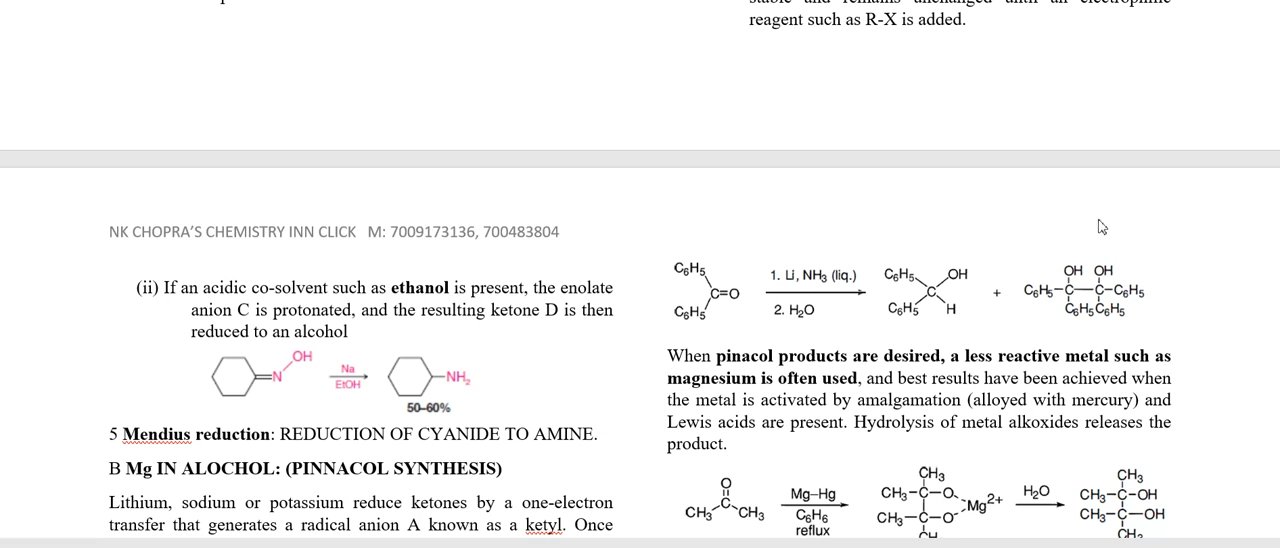 reagent such as R-X is added.
NK CHOPRA'S CHEMISTRY INN CLICK M: 7009173136, 700483804
(ii) If an acidic co-solvent such as ethanol is present, the enolate
anion C is protonated, and the resulting ketone D is then
reduced to an alcohol
OH
N
Na
EtOH
NH₂
50–60%
5 Mendius reduction: REDUCTION OF CYANIDE TO AMINE.
B Mg IN ALOCHOL: (PINNACOL SYNTHESIS)
Lithium, sodium or potassium reduce ketones by a one-electron
transfer that generates a radical anion A known as a ketyl. Once
C₆H₅
C=O
C₆H₅
1. Li, NH₃ (liq.)
2. H₂O
C₆H₅ OH
C
C₆H₅ H
+
OH OH
C₆H₅–C—C–C₆H₅
C₆H₅C₆H₅
When pinacol products are desired, a less reactive metal such as
magnesium is often used, and best results have been achieved when
the metal is activated by amalgamation (alloyed with mercury) and
Lewis acids are present. Hydrolysis of metal alkoxides releases the
product.
O
C
CH₃ CH₃
Mg–Hg
C₆H₆
reflux
CH₃
CH₃–C–O
CH₃–C–O⁻
Mg²⁺
H₂O
CH₃
CH₃–C–OH
CH₃–C–OH
CH₃